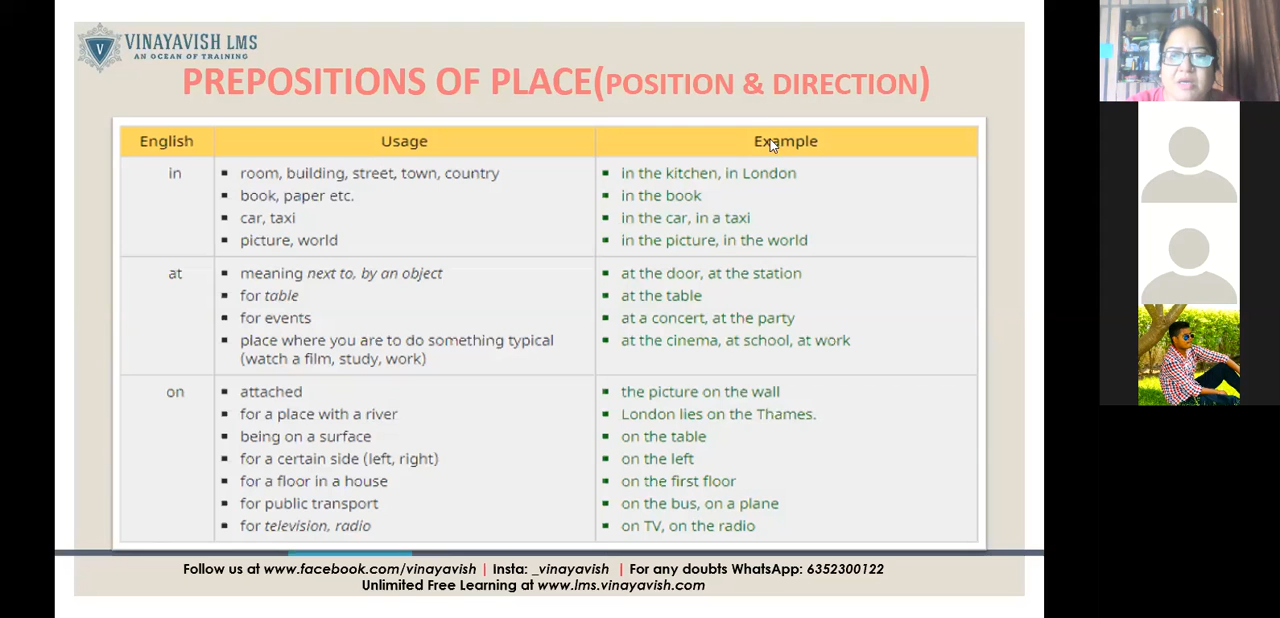 VINAYAVISH LMS
V
AN OCEAN OF TRAINING
PREPOSITIONS OF PLACE(POSITION & DIRECTION)
English Usage Example
in
room, building, street, town, country
in the kitchen, in London
book, paper etc.
in the book
car, taxi
in the car, in a taxi
picture, world
in the picture, in the world
at
meaning next to, by an object
at the door, at the station
for table
at the table
for events
at a concert, at the party
place where you are to do something typical
(watch a film, study, work)
at the cinema, at school, at work
on
attached
the picture on the wall
for a place with a river
London lies on the Thames.
being on a surface
on the table
for a certain side (left, right)
on the left
for a floor in a house
on the first floor
for public transport
on the bus, on a plane
for television, radio
on TV, on the radio
Follow us at www.facebook.com/vinayavish | Insta: _vinayavish | For any doubts WhatsApp: 6352300122
Unlimited Free Learning at www.lms.vinayavish.com